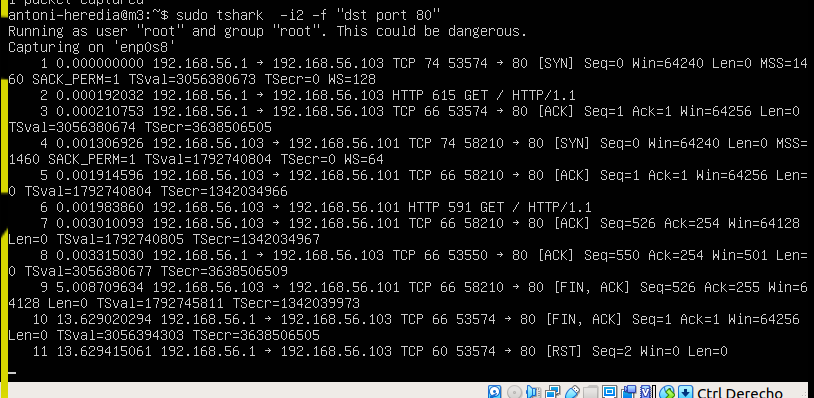 1 packet captured
antoni-heredia@m3:~$ sudo tshark  -i2 -f "dst port 80"
Running as user "root" and group "root". This could be dangerous.
Capturing on 'enp0s8'
    1 0.000000000 192.168.56.1 → 192.168.56.103 TCP 74 53574 → 80 [SYN] Seq=0 Win=64240 Len=0 MSS=14
60 SACK_PERM=1 TSval=3056380673 TSecr=0 WS=128
    2 0.000192032 192.168.56.1 → 192.168.56.103 HTTP 615 GET / HTTP/1.1
    3 0.000210753 192.168.56.1 → 192.168.56.103 TCP 66 53574 → 80 [ACK] Seq=1 Ack=1 Win=64256 Len=0
TSval=3056380674 TSecr=3638506505
    4 0.001306926 192.168.56.103 → 192.168.56.101 TCP 74 58210 → 80 [SYN] Seq=0 Win=64240 Len=0 MSS=
1460 SACK_PERM=1 TSval=1792740804 TSecr=0 WS=64
    5 0.001914596 192.168.56.103 → 192.168.56.101 TCP 66 58210 → 80 [ACK] Seq=1 Ack=1 Win=64256 Len=
0 TSval=1792740804 TSecr=1342034966
    6 0.001983860 192.168.56.103 → 192.168.56.101 HTTP 591 GET / HTTP/1.1
    7 0.003010093 192.168.56.103 → 192.168.56.101 TCP 66 58210 → 80 [ACK] Seq=526 Ack=254 Win=64128
Len=0 TSval=1792740805 TSecr=1342034967
    8 0.003315030 192.168.56.1 → 192.168.56.103 TCP 66 53550 → 80 [ACK] Seq=550 Ack=254 Win=501 Len=
0 TSval=3056380677 TSecr=3638506509
    9 5.008709634 192.168.56.103 → 192.168.56.101 TCP 66 58210 → 80 [FIN, ACK] Seq=526 Ack=255 Win=6
4128 Len=0 TSval=1792745811 TSecr=1342039973
   10 13.629020294 192.168.56.1 → 192.168.56.103 TCP 66 53574 → 80 [FIN, ACK] Seq=1 Ack=1 Win=64256
Len=0 TSval=3056394303 TSecr=3638506505
   11 13.629415061 192.168.56.1 → 192.168.56.103 TCP 60 53574 → 80 [RST] Seq=2 Win=0 Len=0
Ctrl Derecho